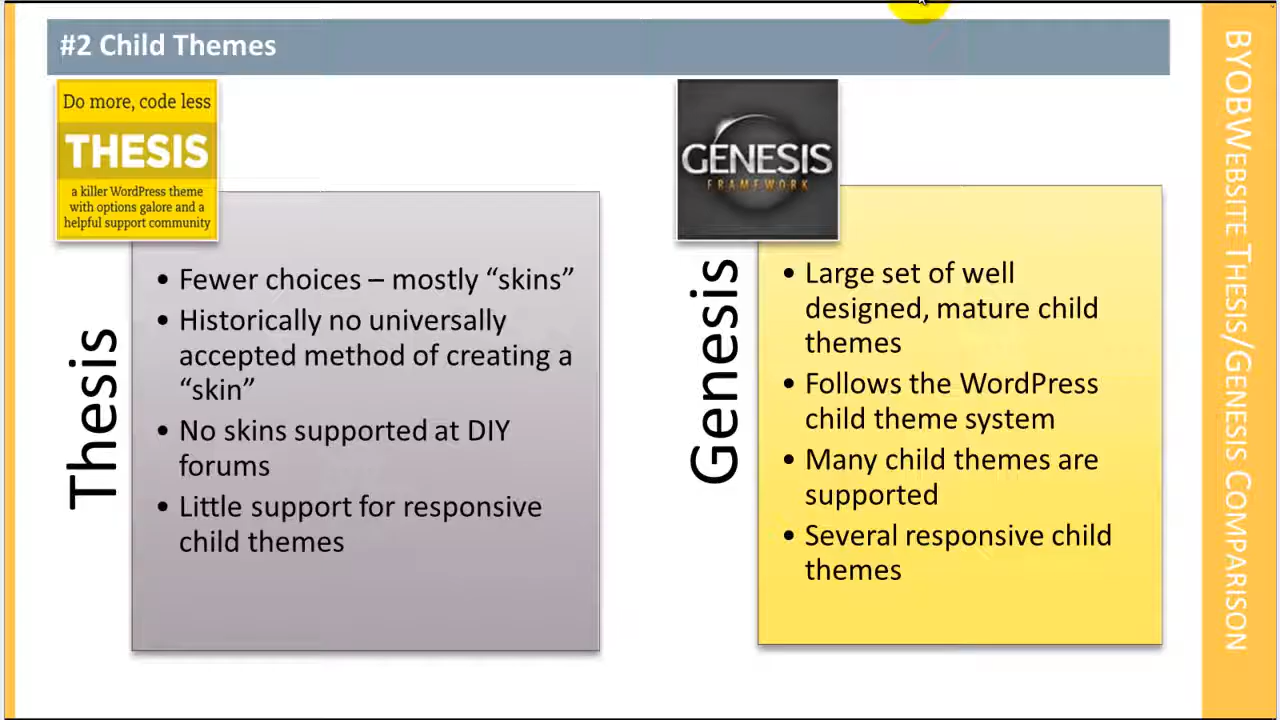 #2 Child Themes
Do more, code less
THESIS
a killer WordPress theme
with options galore and a
helpful support community
Thesis
• Fewer choices – mostly “skins”
• Historically no universally
accepted method of creating a
“skin”
• No skins supported at DIY
forums
• Little support for responsive
child themes
GENESIS
FRAMEWORK
Genesis
• Large set of well
designed, mature child
themes
• Follows the WordPress
child theme system
• Many child themes are
supported
• Several responsive child
themes
BYOBWEBSITE THESIS/GENESIS COMPARISON